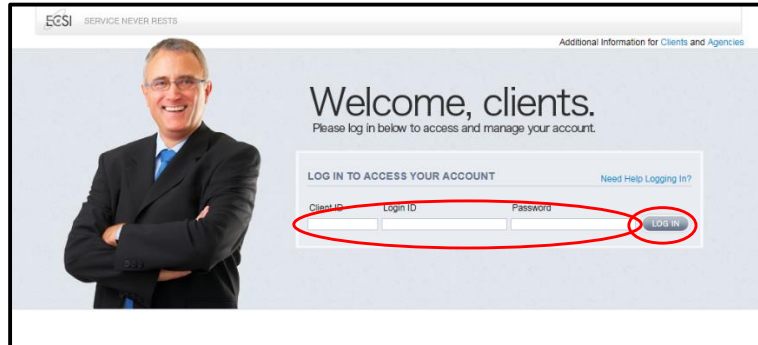 ECSI SERVICE NEVER RESTS
Additional Information for Clients and Agencies
Welcome, clients.
Please log in below to access and manage your account.
LOG IN TO ACCESS YOUR ACCOUNT Need Help Logging In?
Client ID Login ID Password
LOG IN